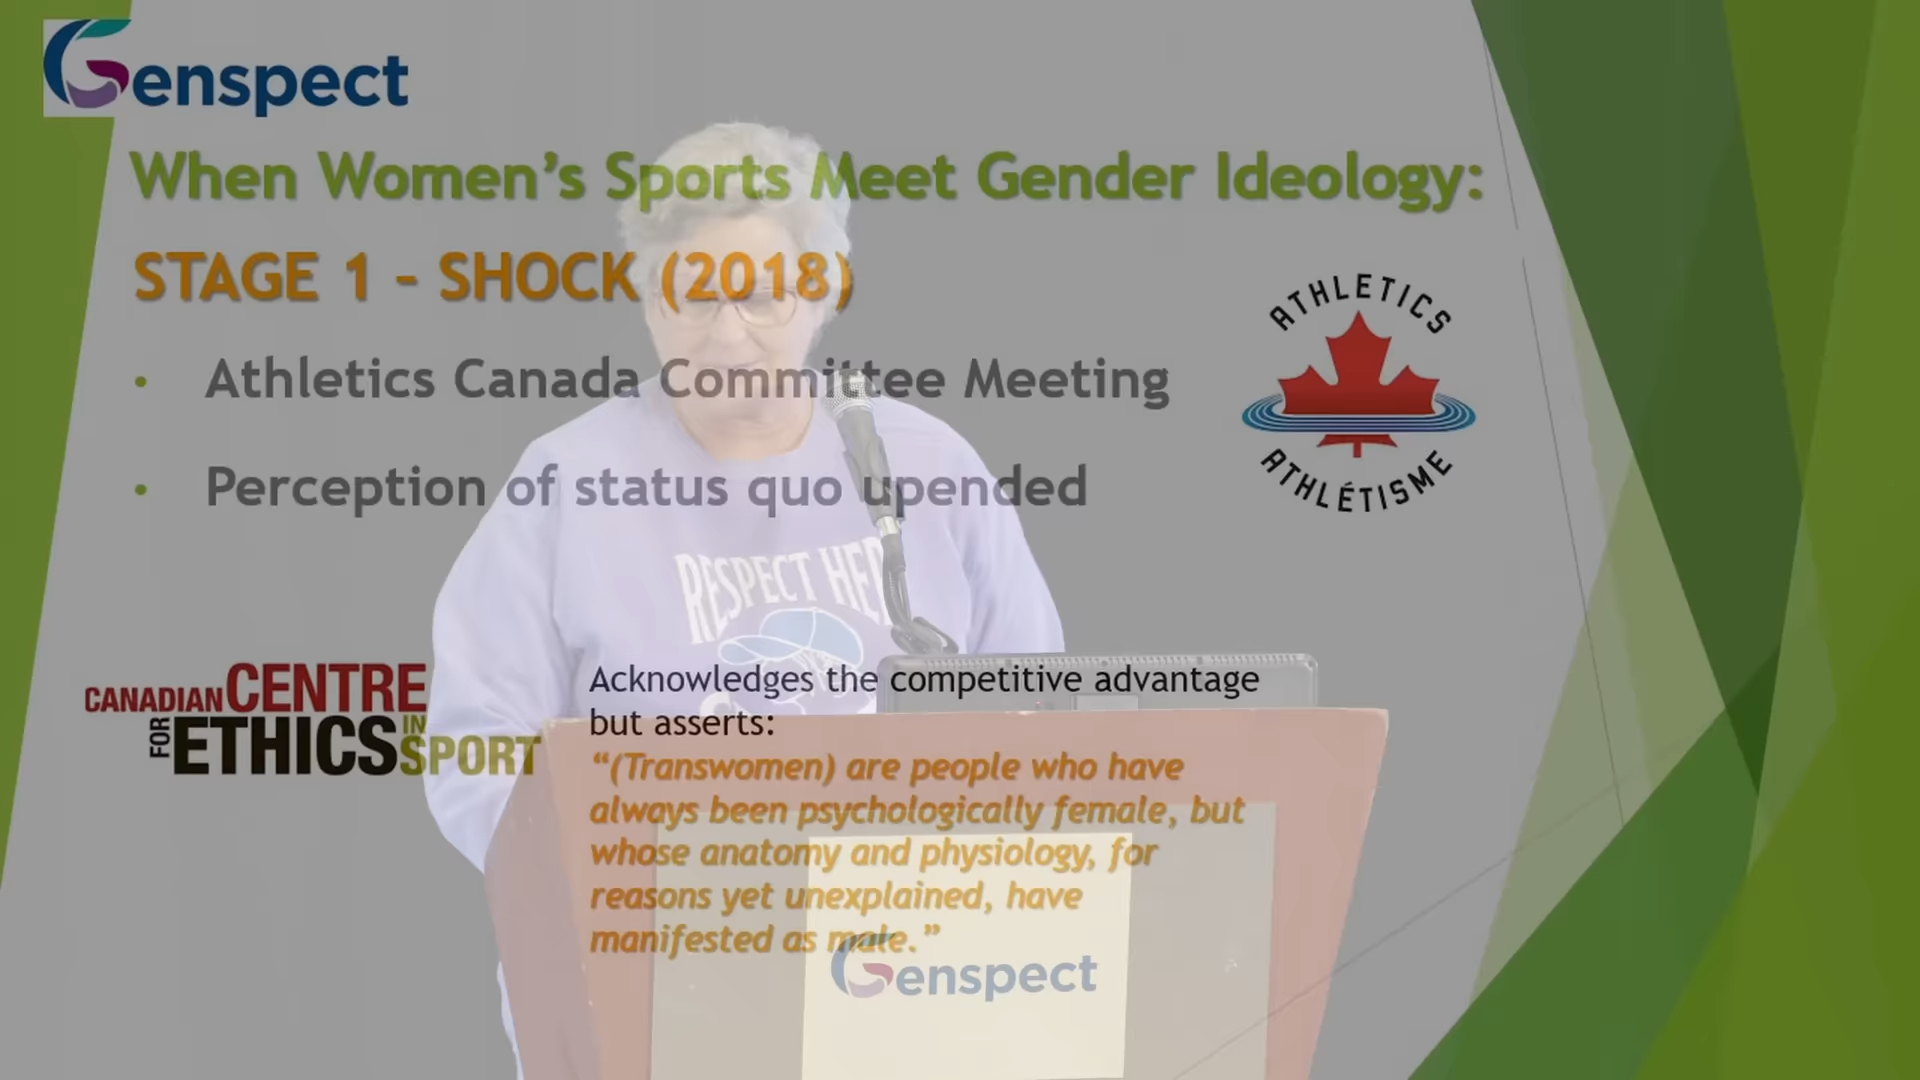 Genspect
When Women's Sports Meet Gender Ideology:
STAGE 1 – SHOCK (2018)
• Athletics Canada Committee Meeting
• Perception of status quo upended
ATHLETICS
ATHLÉTISME
RESPECT HER
CANADIAN CENTRE
FOR ETHICS IN SPORT
Acknowledges the competitive advantage
but asserts:
“(Transwomen) are people who have
always been psychologically female, but
whose anatomy and physiology, for
reasons yet unexplained, have
manifested as male.”
Genspect